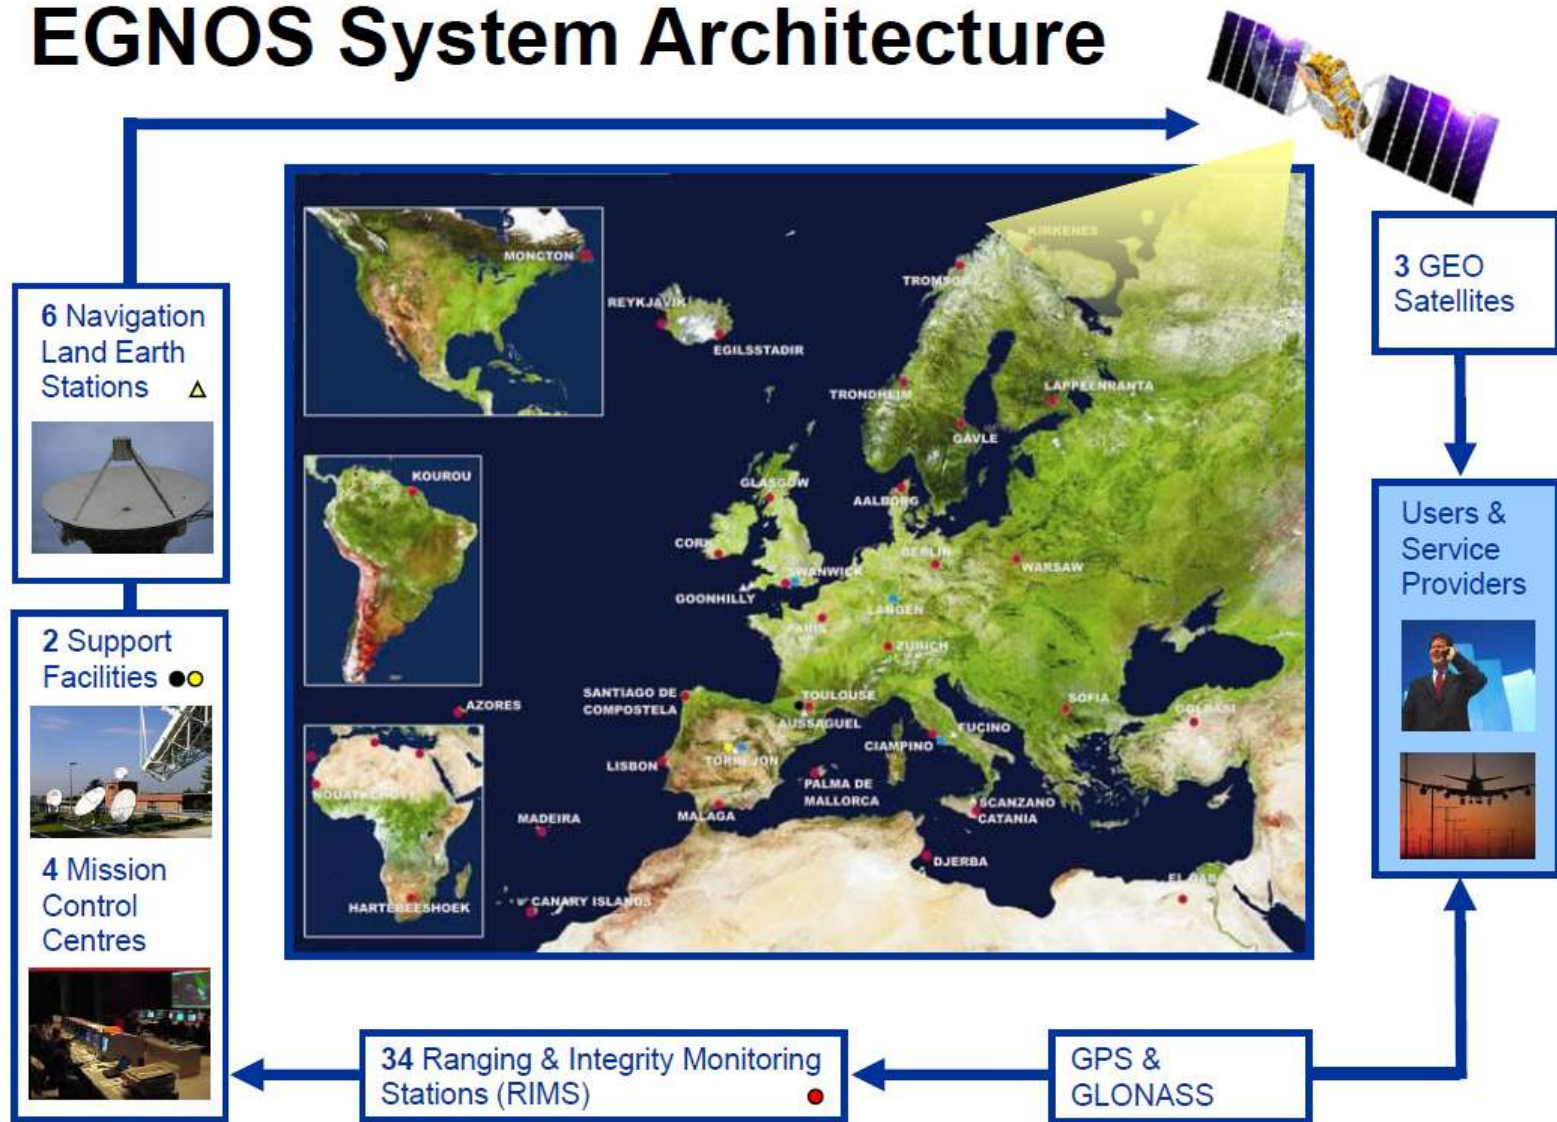 EGNOS System Architecture
6 Navigation
Land Earth
Stations
2 Support
Facilities
4 Mission
Control
Centres
MONCTON
KOUROU
HARTEBEESHOEK
REYKJAVIK
EGILSSTADIR
KIRKENES
TROMSO
TRONDHEIM
LAPPEENRANTA
GAVLE
GLASGOW
AALBORG
CORK
SWANWICK
BERLIN
WARSAW
GOONHILLY
LANGEN
PARIS
ZURICH
SANTIAGO DE
COMPOSTELA
TOULOUSE
AUSSAGUEL
SOFIA
GOLBASI
AZORES
FUCINO
CIAMPINO
LISBON
TORREJON
PALMA DE
MALLORCA
SCANZANO
CATANIA
MALAGA
MADEIRA
DJERBA
CANARY ISLANDS
3 GEO
Satellites
Users &
Service
Providers
34 Ranging & Integrity Monitoring
Stations (RIMS)
GPS &
GLONASS